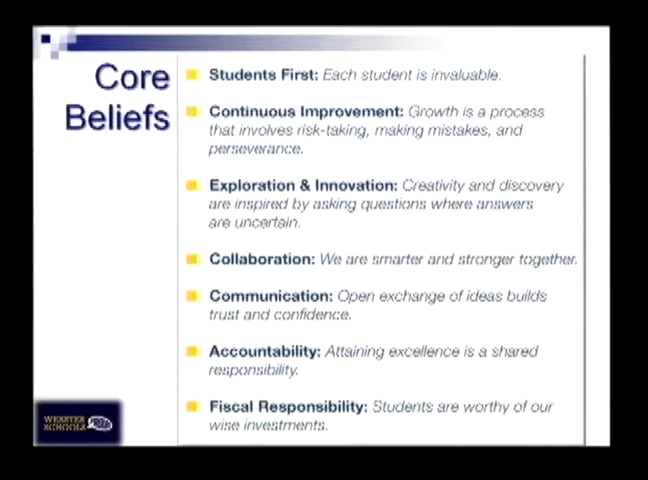 Core
Beliefs
Students First: Each student is invaluable.
Continuous Improvement: Growth is a process
that involves risk-taking, making mistakes, and
perseverance.
Exploration & Innovation: Creativity and discovery
are inspired by asking questions where answers
are uncertain.
Collaboration: We are smarter and stronger together.
Communication: Open exchange of ideas builds
trust and confidence.
Accountability: Attaining excellence is a shared
responsibility.
Fiscal Responsibility: Students are worthy of our
wise investments.
WEBSTER
SCHOOLS